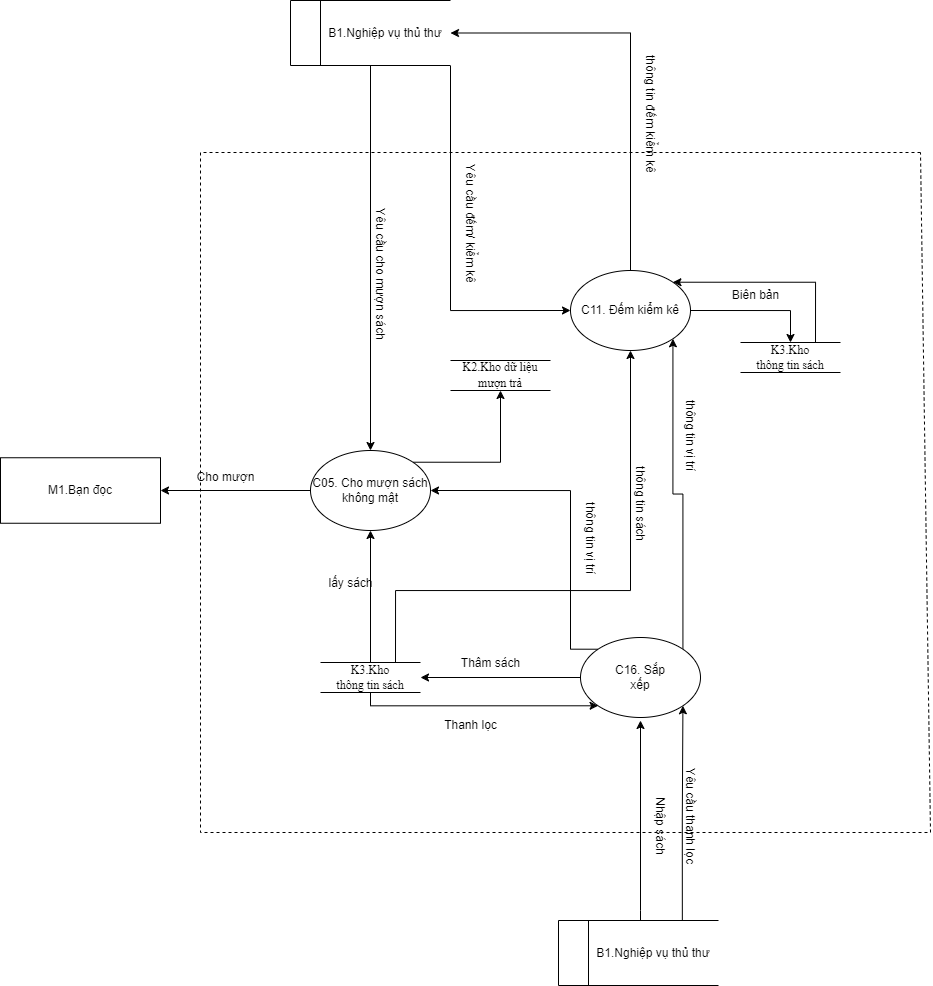 B1.Nghiệp vụ thủ thư
thông tin đếm kiểm kê
Yêu cầu đếm/ kiểm kê
Yêu cầu cho mượn sách
C11. Đếm kiểm kê
Biên bản
K3.Kho
thông tin sách
K2.Kho dữ liệu
mượn trả
thông tin vị trí
M1.Bạn đọc
Cho mượn
C05. Cho mượn sách
không mật
thông tin sách
thông tin vị trí
lấy sách
K3.Kho
thông tin sách
Thâm sách
C16. Sắp
xếp
Thanh lọc
Nhập sách
Yêu cầu thanh lọc
B1.Nghiệp vụ thủ thư